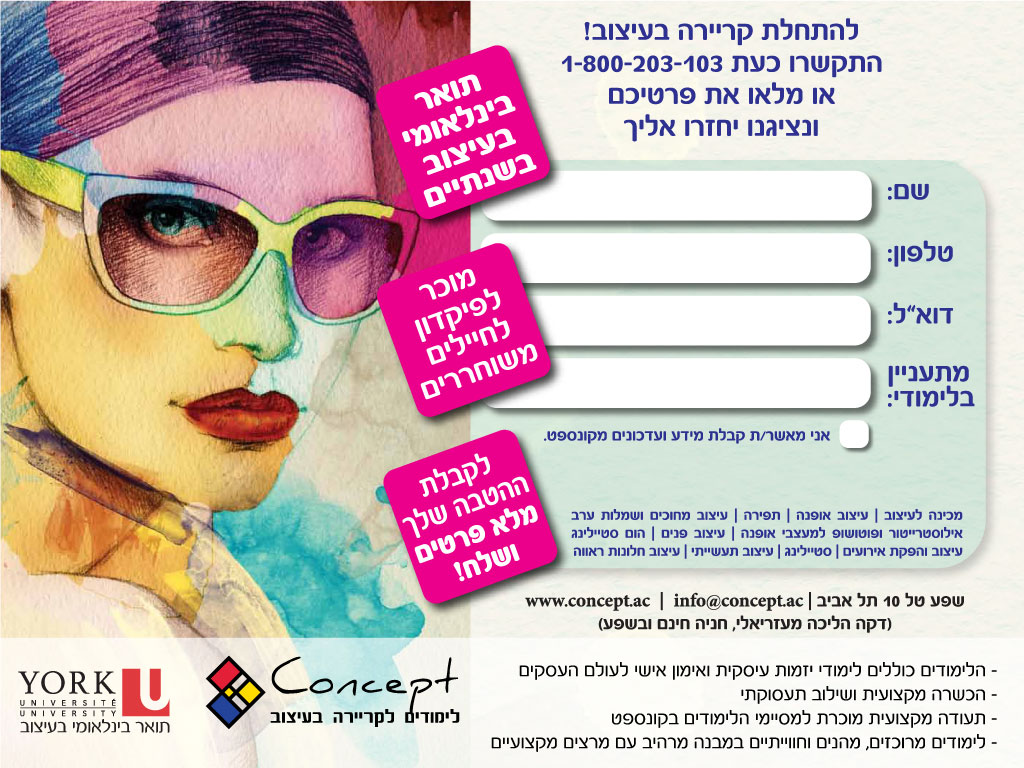 להתחלת קריירה בעיצוב!
התקשרו כעת 1-800-203-103
או מלאו את פרטיכם
ונציגנו יחזרו אליך
תואר
בינלאומי
בעיצוב
בשנתיים
שם:
טלפון:
מוכר
לפיקדון
לחיילים
משוחררים
דוא"ל:
מתעניין
בלימודי:
אני מאשר/ת קבלת מידע ועדכונים מקונספט.
לקבלת
ההטבה שלך
מלא פרטים
ושלח!
מכינה לעיצוב | עיצוב אופנה | תפירה | עיצוב מחוכים ושמלות ערב
אילוסטרייטור ופוטושופ למעצבי אופנה | עיצוב פנים | הום סטיילינג
עיצוב והפקת אירועים | סטיילינג | עיצוב תעשייתי | עיצוב חלונות ראווה
שפע טל 10 תל אביב | info@concept.ac | www.concept.ac
(דקה הליכה מעזריאלי, חניה חינם ובשפע)
- הלימודים כוללים לימודי יזמות עיסקית ואימון אישי לעולם העסקים
- הכשרה מקצועית ושילוב תעסוקתי
- תעודה מקצועית מוכרת למסיימי הלימודים בקונספט
- לימודים מרוכזים, מהנים וחווייתיים במבנה מרהיב עם מרצים מקצועיים
Concept
לימודים לקריירה בעיצוב
YORK U
UNIVERSITÉ
UNIVERSITY
תואר בינלאומי בעיצוב